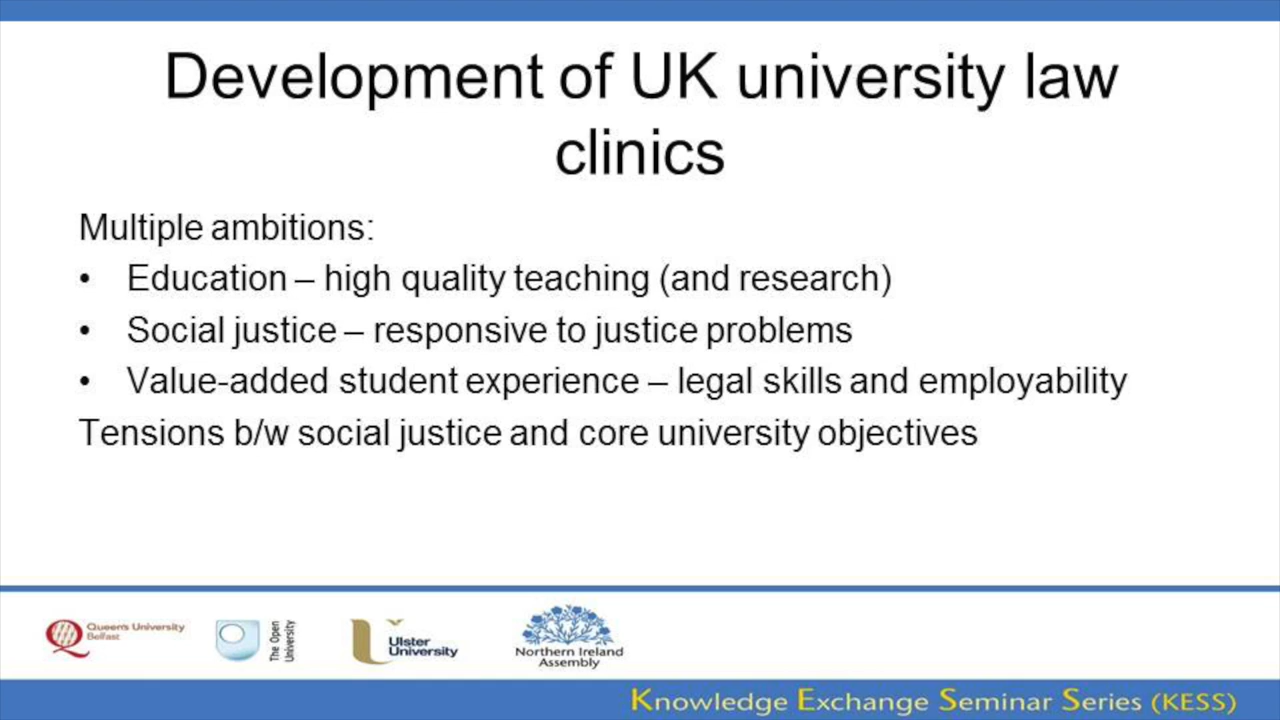 Development of UK university law
clinics
Multiple ambitions:
• Education – high quality teaching (and research)
• Social justice – responsive to justice problems
• Value-added student experience – legal skills and employability
Tensions b/w social justice and core university objectives
Queen's University
Belfast
The Open
University
Ulster
University
Northern Ireland
Assembly
Knowledge Exchange Seminar Series (KESS)